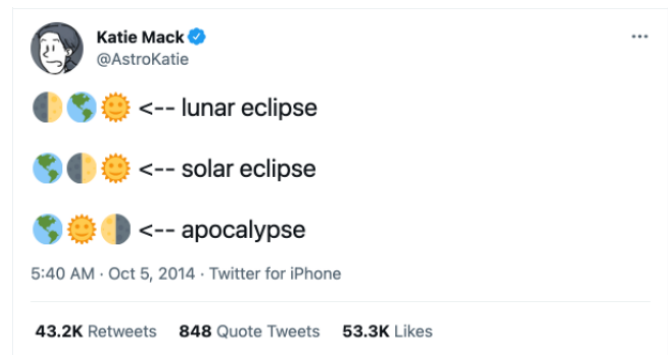 Katie Mack
@AstroKatie
🌓🌎🌞 <-- lunar eclipse
🌎🌓🌞 <-- solar eclipse
🌎🌞🌗 <-- apocalypse
5:40 AM · Oct 5, 2014 · Twitter for iPhone
43.2K Retweets 848 Quote Tweets 53.3K Likes